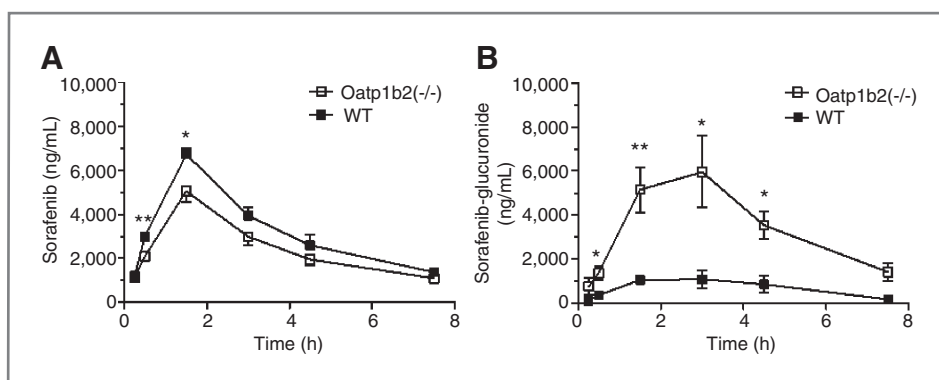 A
10,000
8,000
6,000
4,000
2,000
0
Sorafenib (ng/mL)
Oatp1b2(-/-)
WT
**
*
0 2 4 6 8
Time (h)
B
10,000
8,000
6,000
4,000
2,000
0
Sorafenib-glucuronide
(ng/mL)
Oatp1b2(-/-)
WT
*
**
*
*
0 2 4 6 8
Time (h)